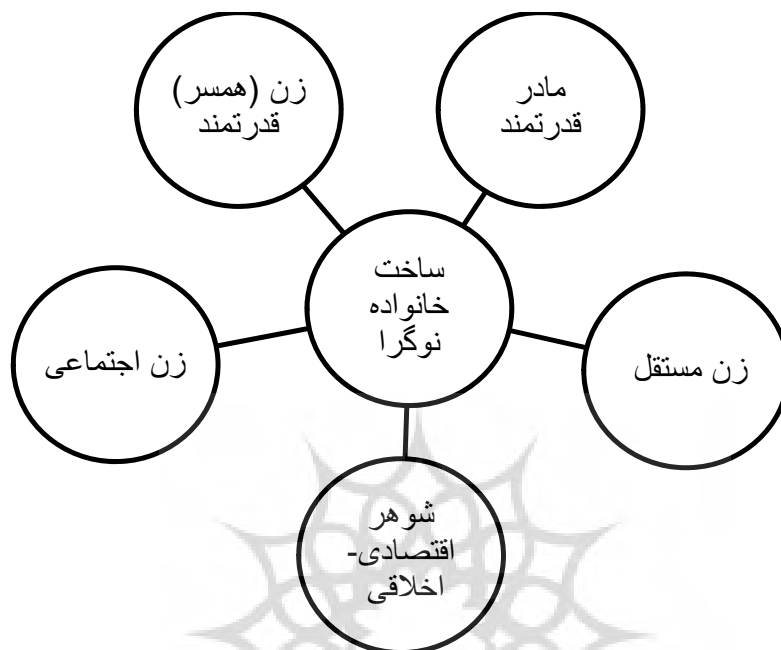 مادر
قدرتمند
زن (همسر)
قدرتمند
ساخت
خانواده
نوگرا
زن مستقل
زن اجتماعی
شوهر
اقتصادی-
اخلاقی